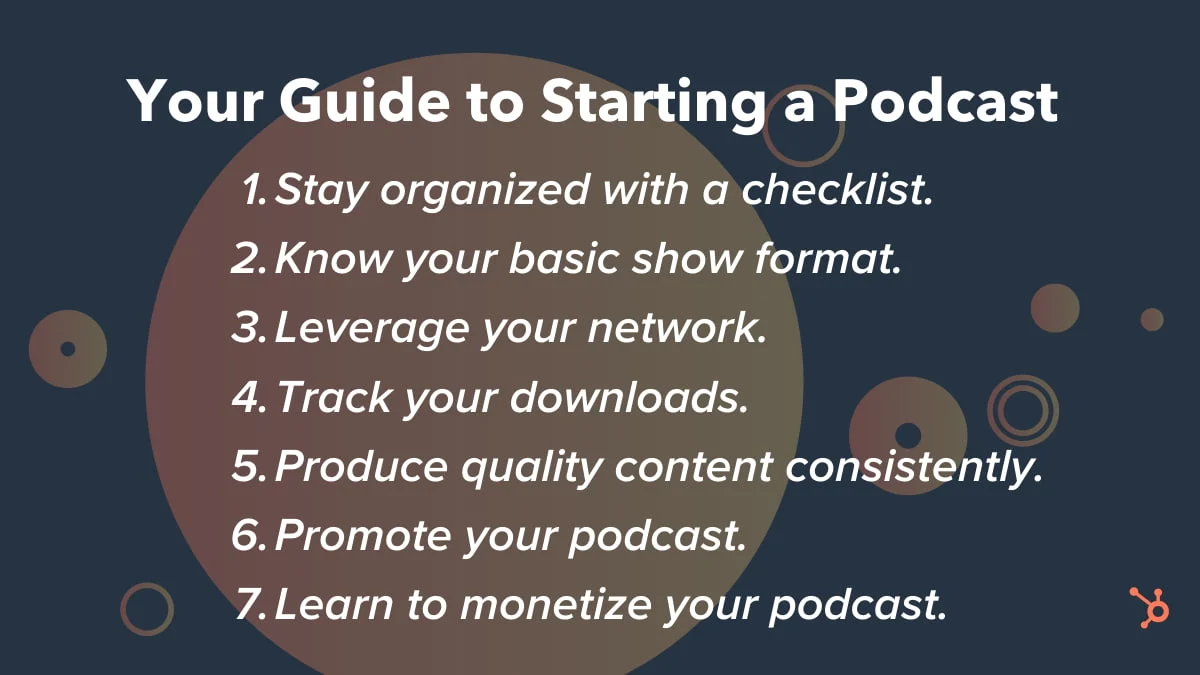 Your Guide to Starting a Podcast
1. Stay organized with a checklist.
2. Know your basic show format.
3. Leverage your network.
4. Track your downloads.
5. Produce quality content consistently.
6. Promote your podcast.
7. Learn to monetize your podcast.